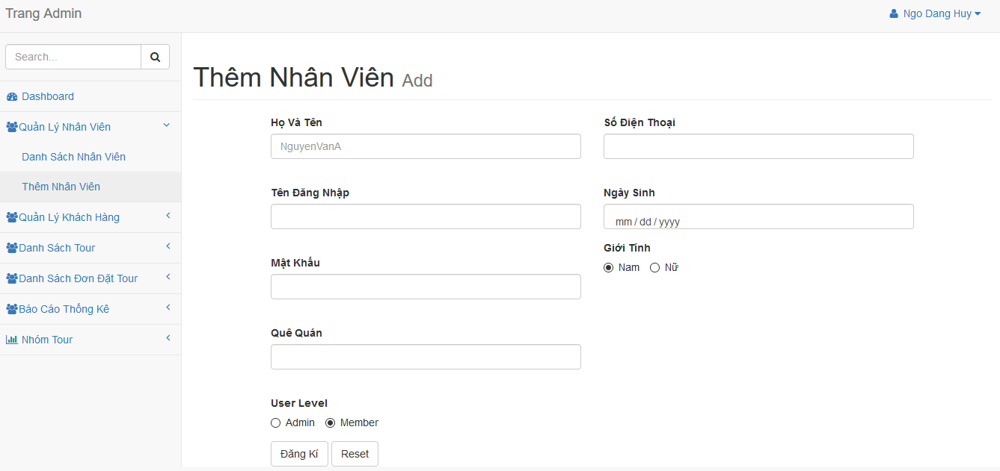 Trang Admin
Ngo Dang Huy
Search...
Dashboard
Quản Lý Nhân Viên
Danh Sách Nhân Viên
Thêm Nhân Viên
Quản Lý Khách Hàng
Danh Sách Tour
Danh Sách Đơn Đặt Tour
Báo Cáo Thống Kê
Nhóm Tour
Thêm Nhân Viên Add
Họ Và Tên
NguyenVanA
Số Điện Thoại
Tên Đăng Nhập
Ngày Sinh
mm / dd / yyyy
Giới Tính
Nam Nữ
Mật Khẩu
Quê Quán
User Level
Admin Member
Đăng Kí Reset